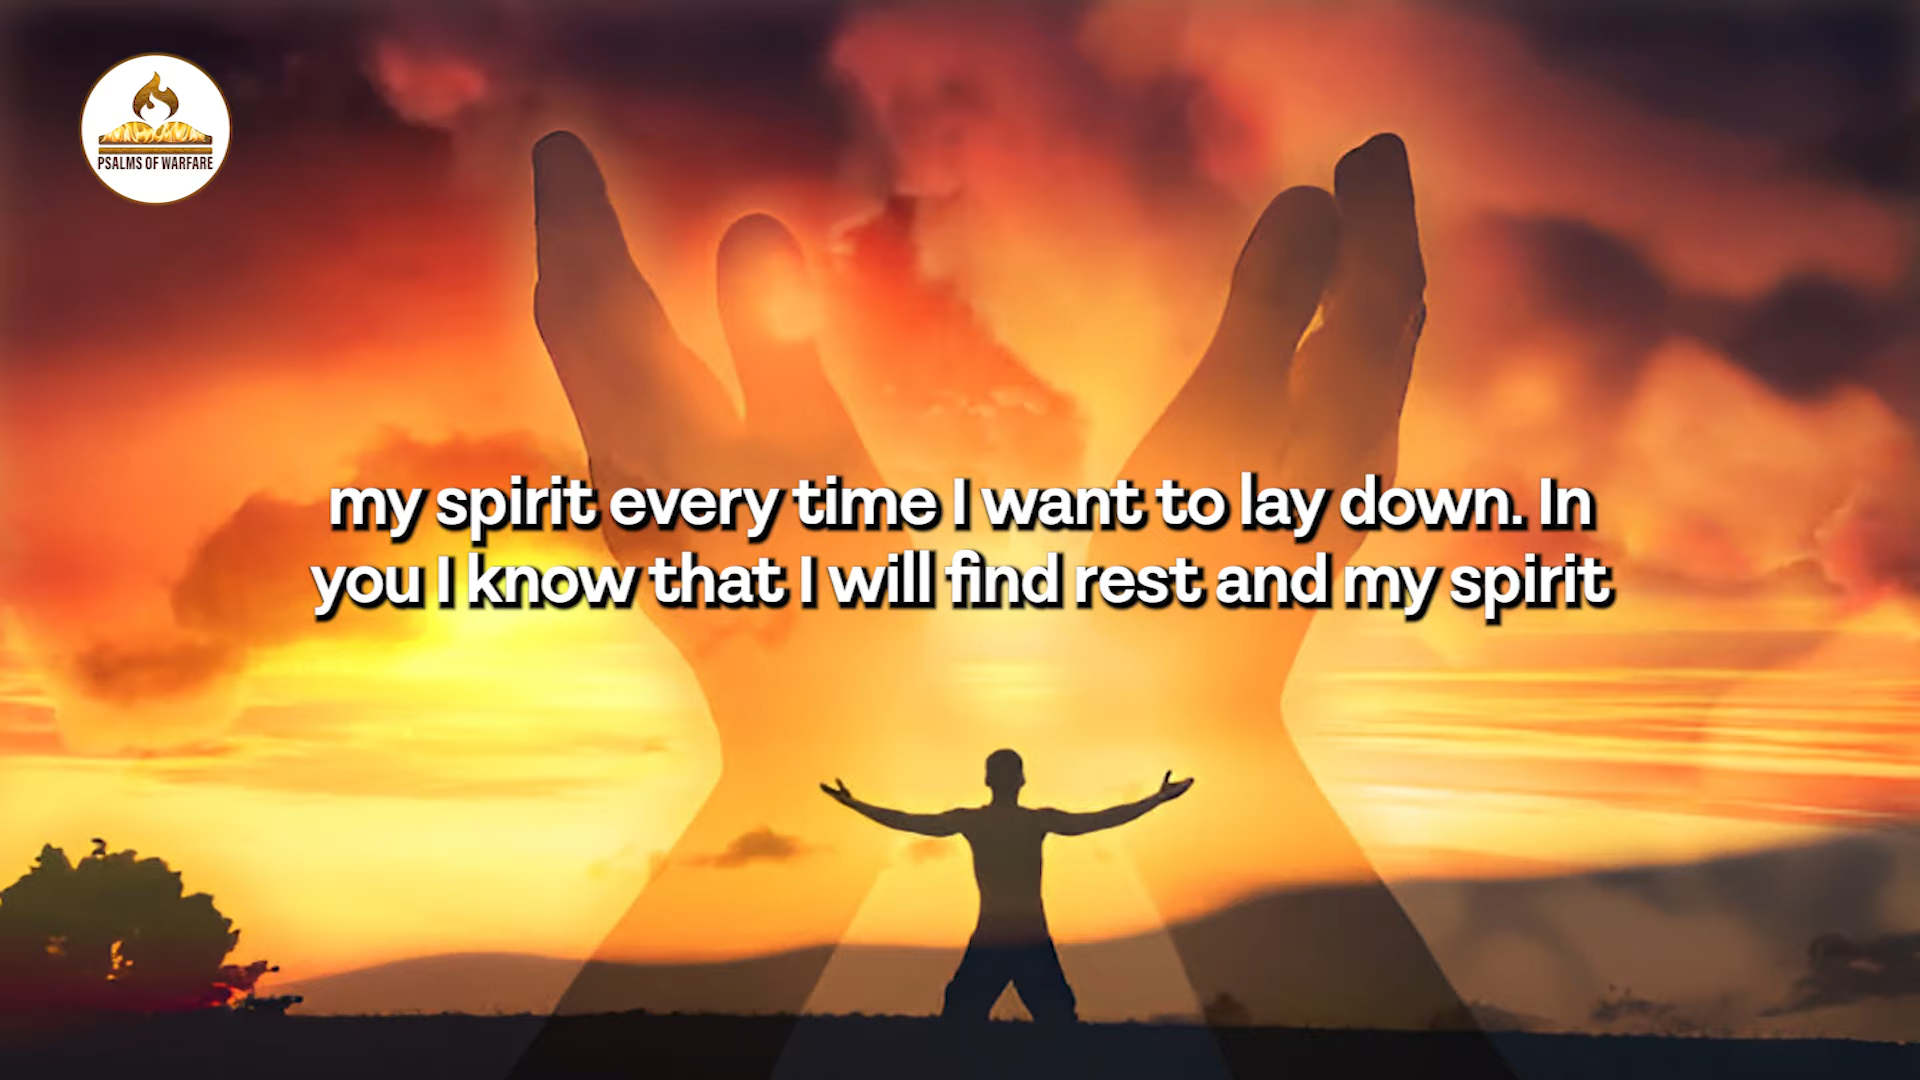 PSALMS OF WARFARE
my spirit every time I want to lay down. In
you I know that I will find rest and my spirit